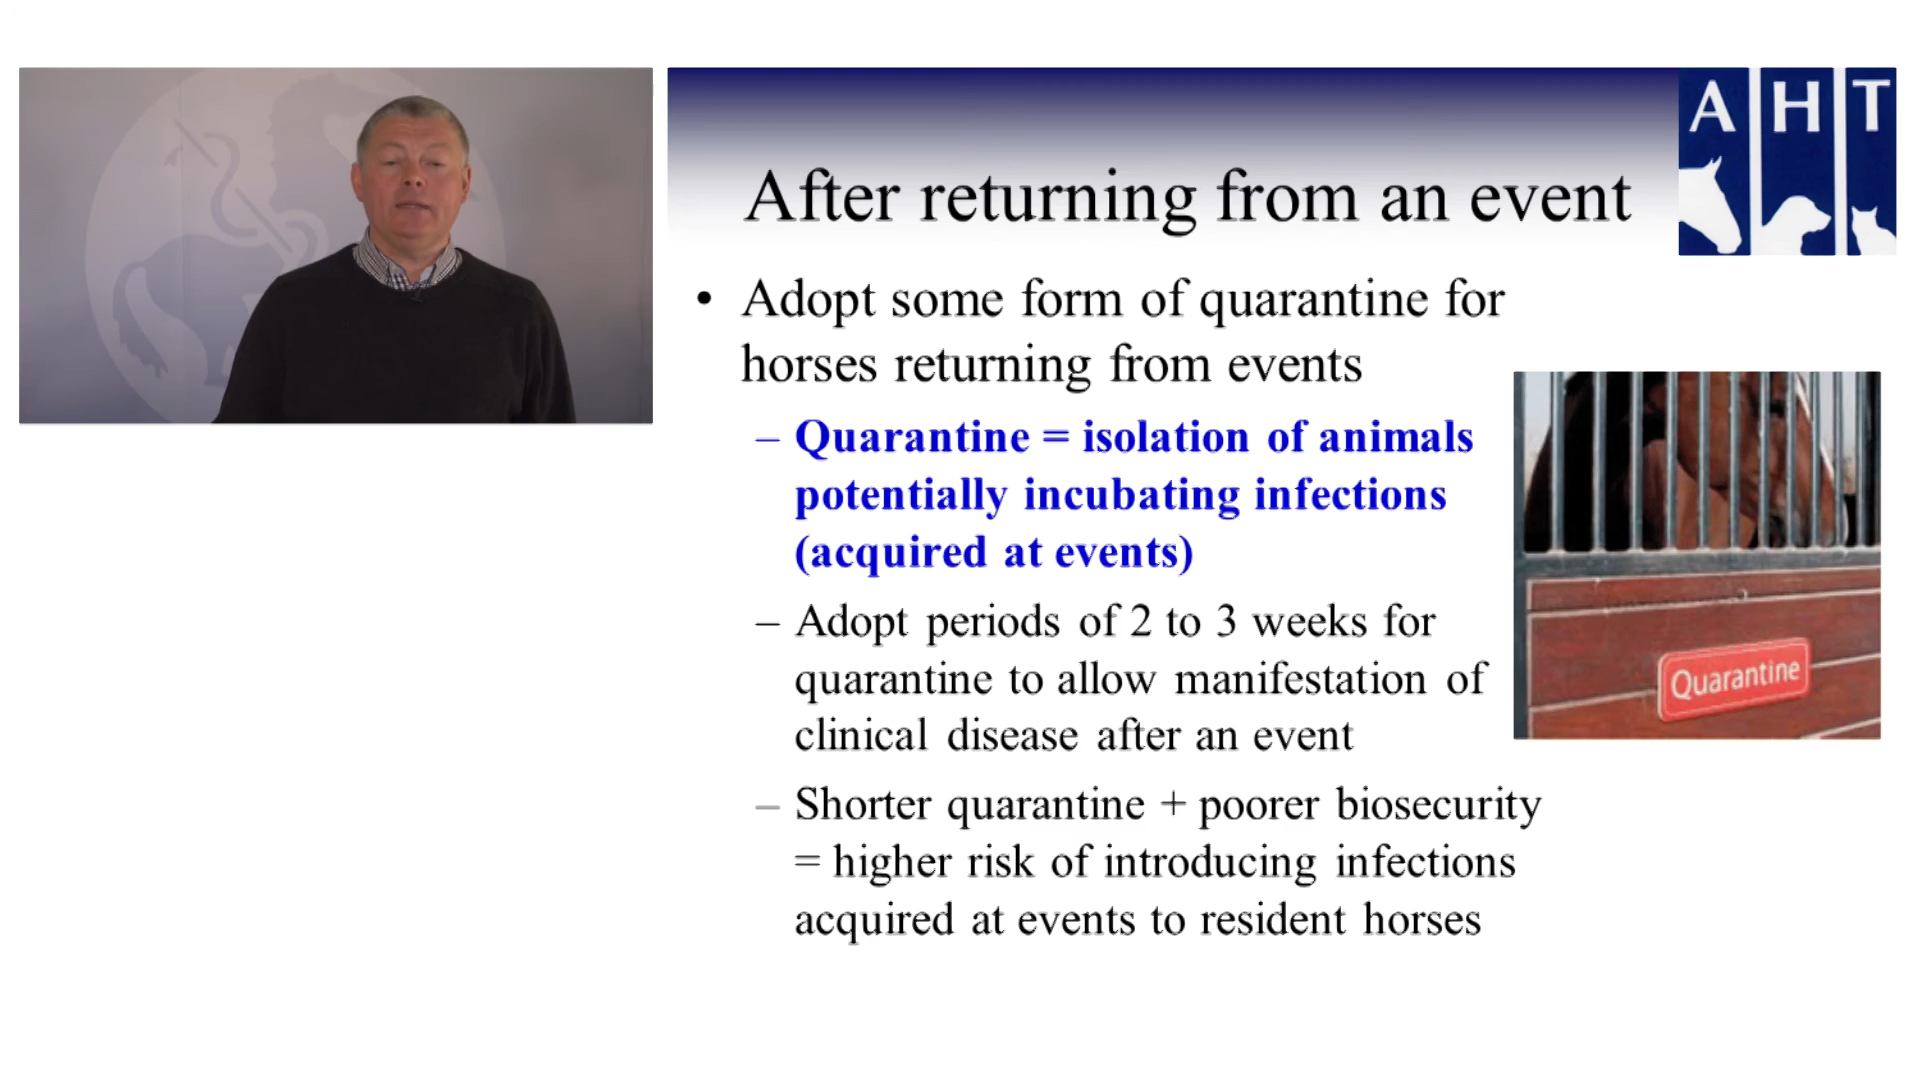 A H T
After returning from an event
• Adopt some form of quarantine for
horses returning from events
– Quarantine = isolation of animals
potentially incubating infections
(acquired at events)
– Adopt periods of 2 to 3 weeks for
quarantine to allow manifestation of
clinical disease after an event
– Shorter quarantine + poorer biosecurity
= higher risk of introducing infections
acquired at events to resident horses
Quarantine